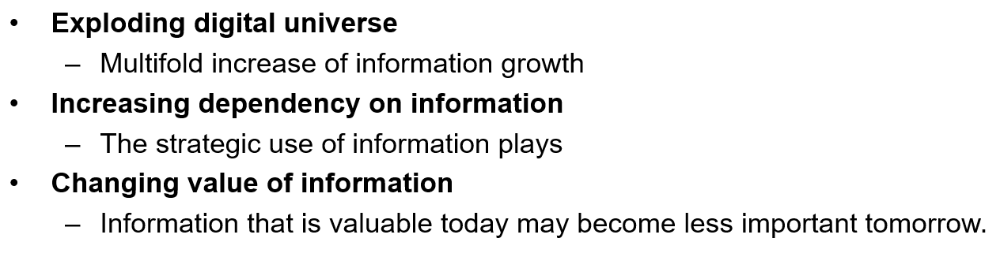 • Exploding digital universe
– Multifold increase of information growth
• Increasing dependency on information
– The strategic use of information plays
• Changing value of information
– Information that is valuable today may become less important tomorrow.